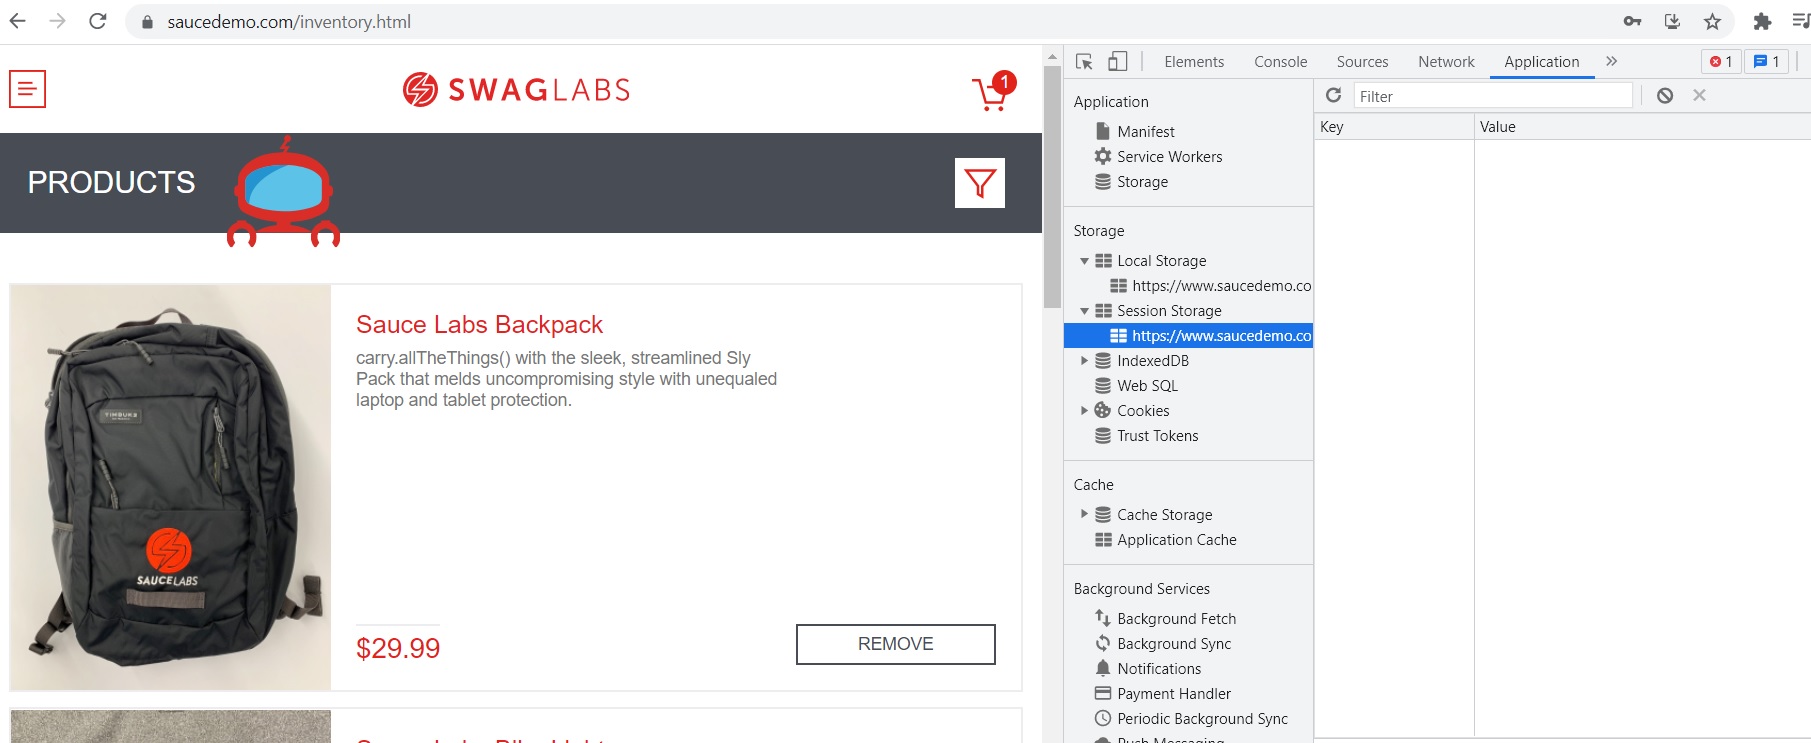 saucedemo.com/inventory.html
SWAGLABS
1
PRODUCTS
Sauce Labs Backpack
carry.allTheThings() with the sleek, streamlined Sly
Pack that melds uncompromising style with unequaled
laptop and tablet protection.
SAUCELABS
$29.99
REMOVE
Elements Console Sources Network Application » 1 1
Application
Manifest
Service Workers
Storage
Storage
Local Storage
https://www.saucedemo.co
Session Storage
https://www.saucedemo.co
IndexedDB
Web SQL
Cookies
Trust Tokens
Cache
Cache Storage
Application Cache
Background Services
Background Fetch
Background Sync
Notifications
Payment Handler
Periodic Background Sync
Push Messaging
Filter
Key Value